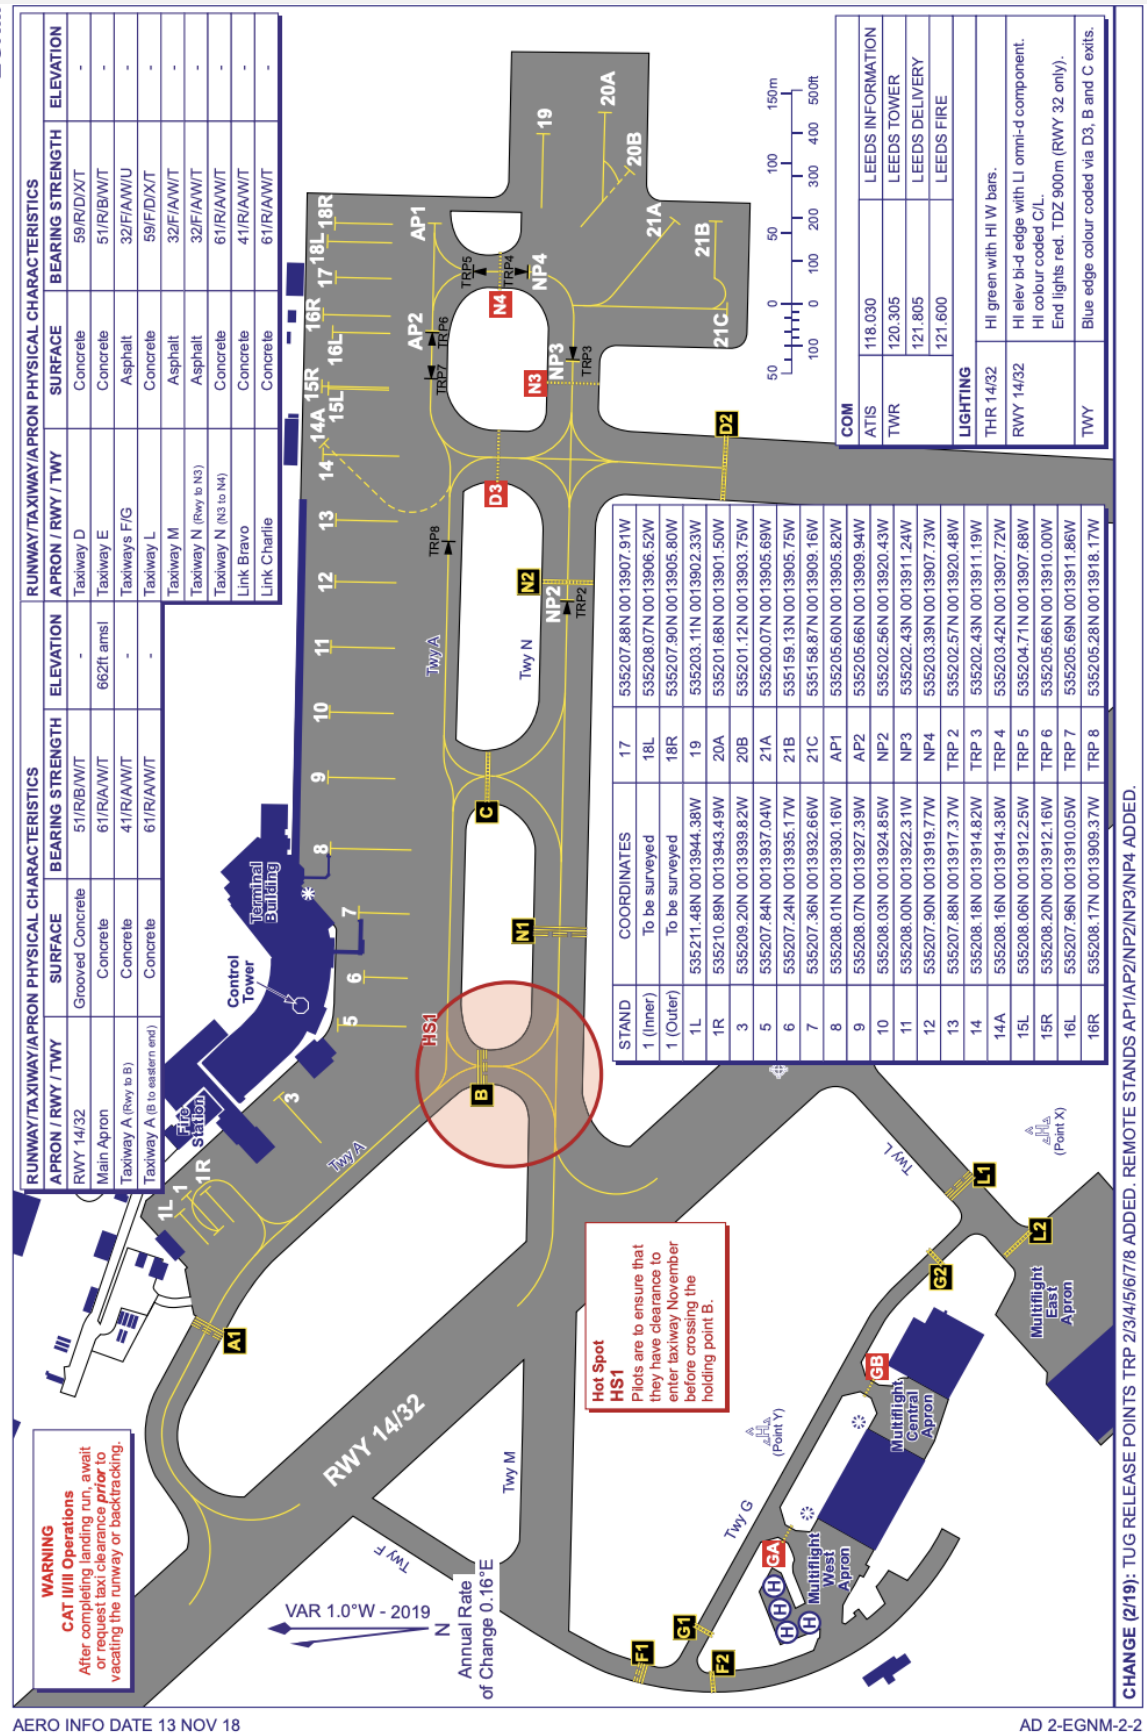 RUNWAY/TAXIWAY/APRON PHYSICAL CHARACTERISTICS
APRON / RWY / TWY SURFACE BEARING STRENGTH ELEVATION
RWY 14/32 Grooved Concrete 51/R/B/W/T -
Main Apron Concrete 61/R/A/W/T 662ft amsl
Taxiway A (Rwy to B) Concrete 41/R/A/W/T -
Taxiway A (B to eastern end) Concrete 61/R/A/W/T -
RUNWAY/TAXIWAY/APRON PHYSICAL CHARACTERISTICS
APRON / RWY / TWY SURFACE BEARING STRENGTH ELEVATION
Taxiway D Concrete 59/R/D/X/T -
Taxiway E Concrete 51/R/B/W/T -
Taxiways F/G Asphalt 32/F/A/W/U -
Taxiway L Concrete 59/F/D/X/T -
Taxiway M Asphalt 32/F/A/W/T -
Taxiway N (Rwy to N3) Asphalt 32/F/A/W/T -
Taxiway N (N3 to N4) Concrete 61/R/A/W/T -
Link Bravo Concrete 41/R/A/W/T -
Link Charlie Concrete 61/R/A/W/T -
WARNING
CAT II/III Operations
After completing landing run, await
or request taxi clearance prior to
vacating the runway or backtracking.
Fire
Station
Control
Tower
Terminal
Building
1L
1
1R
3
5
6
7
8
9
10
11
12
13
14
14A
15L
15R
16L
16R
17
18L
18R
19
20A
20B
21A
21B
21C
AP1
AP2
NP2
NP3
NP4
TRP2
TRP3
TRP4
TRP5
TRP6
TRP7
TRP8
A1
B
C
D2
D3
N1
N2
N3
N4
Twy A
Twy A
Twy N
HS1
RWY 14/32
Twy F
Twy M
Twy G
Twy L
F1
F2
G1
G2
GA
GB
L1
L2
H
H
H
H
Multiflight
West
Apron
Multiflight
Central
Apron
Multiflight
East
Apron
H
(Point Y)
H
(Point X)
VAR 1.0°W - 2019
N
Annual Rate
of Change 0.16°E
Hot Spot
HS1
Pilots are to ensure that
they have clearance to
enter taxiway November
before crossing the
holding point B.
STAND COORDINATES
1 (Inner) To be surveyed
1 (Outer) To be surveyed
1L 535211.48N 0013944.38W
1R 535210.89N 0013943.49W
3 535209.20N 0013939.82W
5 535207.84N 0013937.04W
6 535207.24N 0013935.17W
7 535207.36N 0013932.66W
8 535208.01N 0013930.16W
9 535208.07N 0013927.39W
10 535208.03N 0013924.85W
11 535208.00N 0013922.31W
12 535207.90N 0013919.77W
13 535207.88N 0013917.37W
14 535208.18N 0013914.82W
14A 535208.16N 0013914.38W
15L 535208.06N 0013912.25W
15R 535208.20N 0013912.16W
16L 535207.96N 0013910.05W
16R 535208.17N 0013909.37W
17 535207.88N 0013907.91W
18L 535208.07N 0013906.52W
18R 535207.90N 0013905.80W
19 535203.11N 0013902.33W
20A 535201.68N 0013901.50W
20B 535201.12N 0013903.75W
21A 535200.07N 0013905.69W
21B 535159.13N 0013905.75W
21C 535158.87N 0013909.16W
AP1 535205.60N 0013905.82W
AP2 535205.66N 0013909.94W
NP2 535202.56N 0013920.43W
NP3 535202.43N 0013911.24W
NP4 535203.39N 0013907.73W
TRP 2 535202.57N 0013920.48W
TRP 3 535202.43N 0013911.19W
TRP 4 535203.42N 0013907.72W
TRP 5 535204.71N 0013907.68W
TRP 6 535205.66N 0013910.00W
TRP 7 535205.69N 0013911.86W
TRP 8 535205.28N 0013918.17W
50 0 50 100 150m
100 0 100 200 300 400 500ft
COM
ATIS 118.030 LEEDS INFORMATION
TWR 120.305 LEEDS TOWER
121.805 LEEDS DELIVERY
121.600 LEEDS FIRE
LIGHTING
THR 14/32 HI green with HI W bars.
RWY 14/32 HI elev bi-d edge with LI omni-d component.
HI colour coded C/L.
End lights red. TDZ 900m (RWY 32 only).
TWY Blue edge colour coded via D3, B and C exits.
CHANGE (2/19): TUG RELEASE POINTS TRP 2/3/4/5/6/7/8 ADDED. REMOTE STANDS AP1/AP2/NP2/NP3/NP4 ADDED.
AERO INFO DATE 13 NOV 18
AD 2-EGNM-2-2